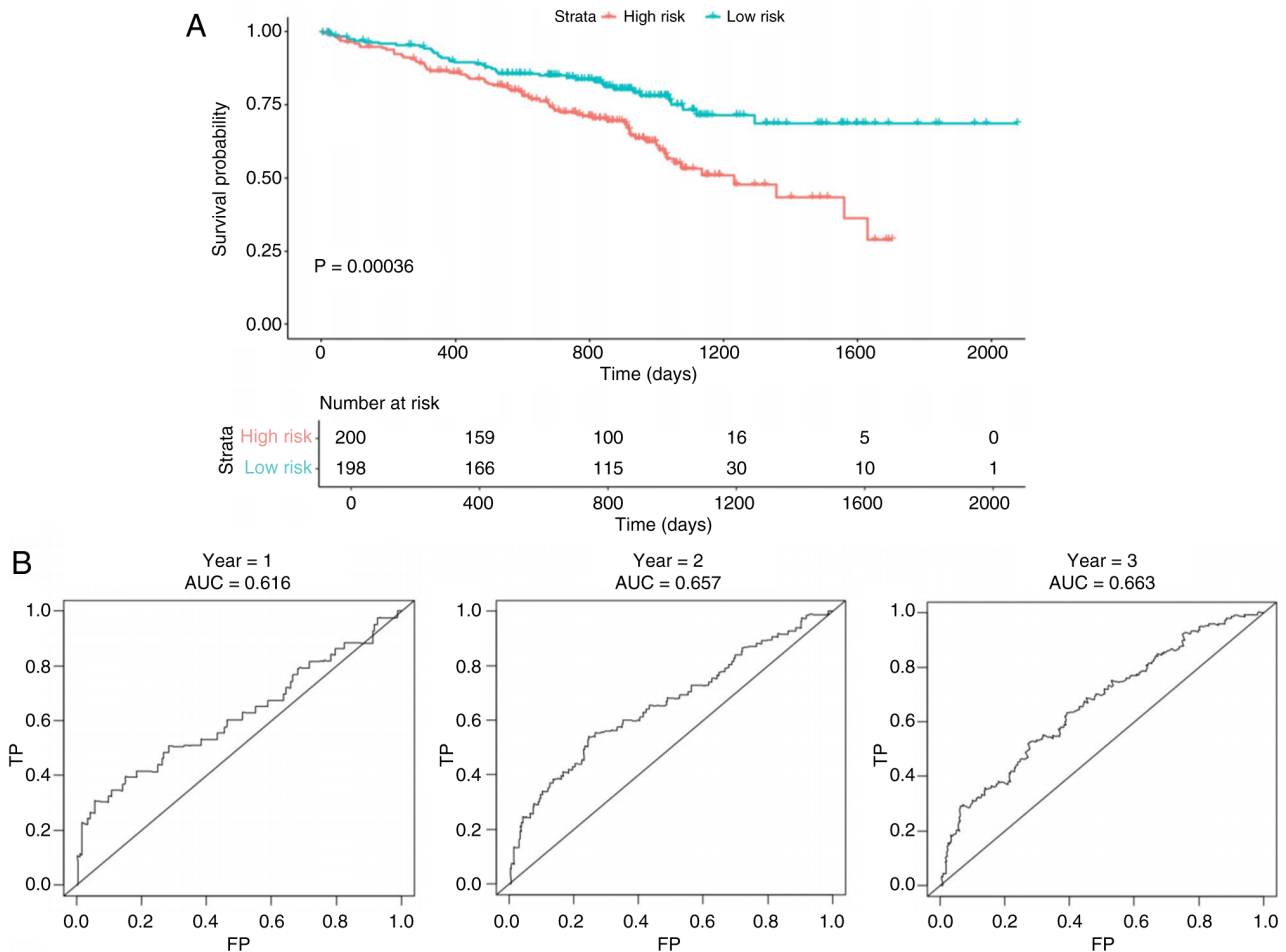 A
Strata High risk Low risk
1.00
0.75
0.50
0.25
0.00
Survival probability
P = 0.00036
0 400 800 1200 1600 2000
Time (days)
Number at risk
Strata
High risk 200 159 100 16 5 0
Low risk 198 166 115 30 10 1
0 400 800 1200 1600 2000
Time (days)
B
Year = 1
AUC = 0.616
1.0
0.8
0.6
0.4
0.2
0.0
TP
0.0 0.2 0.4 0.6 0.8 1.0
FP
Year = 2
AUC = 0.657
1.0
0.8
0.6
0.4
0.2
0.0
TP
0.0 0.2 0.4 0.6 0.8 1.0
FP
Year = 3
AUC = 0.663
1.0
0.8
0.6
0.4
0.2
0.0
TP
0.0 0.2 0.4 0.6 0.8 1.0
FP